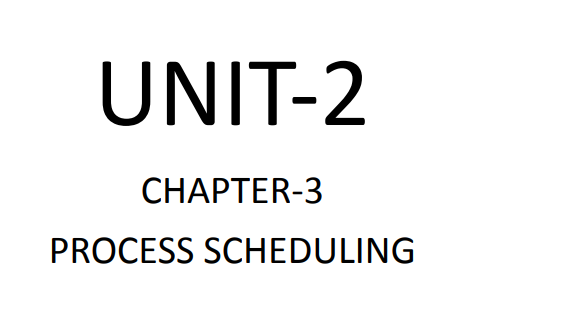 UNIT-2
CHAPTER-3
PROCESS SCHEDULING